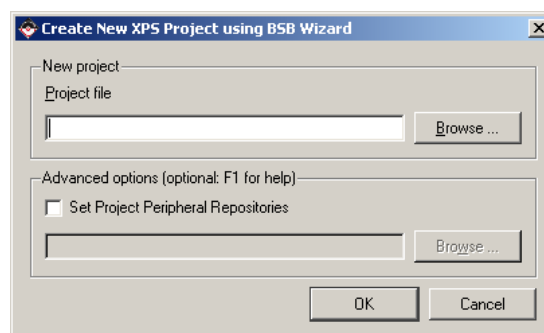 Create New XPS Project using BSB Wizard
New project
Project file
Browse ...
Advanced options (optional: F1 for help)
Set Project Peripheral Repositories
Browse ...
OK Cancel